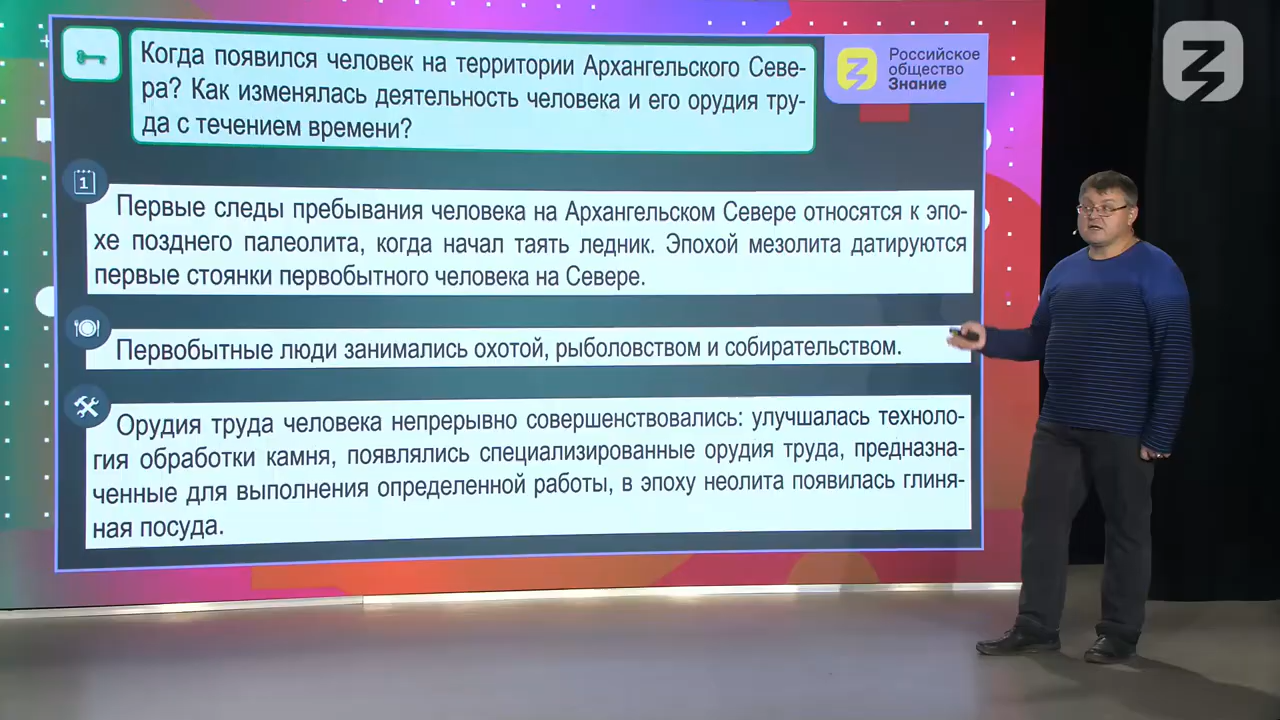 Когда появился человек на территории Архангельского Севе-
ра? Как изменялась деятельность человека и его орудия тру-
да с течением времени?
Российское
общество
Знание
1
Первые следы пребывания человека на Архангельском Севере относятся к эпо-
хе позднего палеолита, когда начал таять ледник. Эпохой мезолита датируются
первые стоянки первобытного человека на Севере.
Первобытные люди занимались охотой, рыболовством и собирательством.
Орудия труда человека непрерывно совершенствовались: улучшалась техноло-
гия обработки камня, появлялись специализированные орудия труда, предназна-
ченные для выполнения определенной работы, в эпоху неолита появилась глиня-
ная посуда.